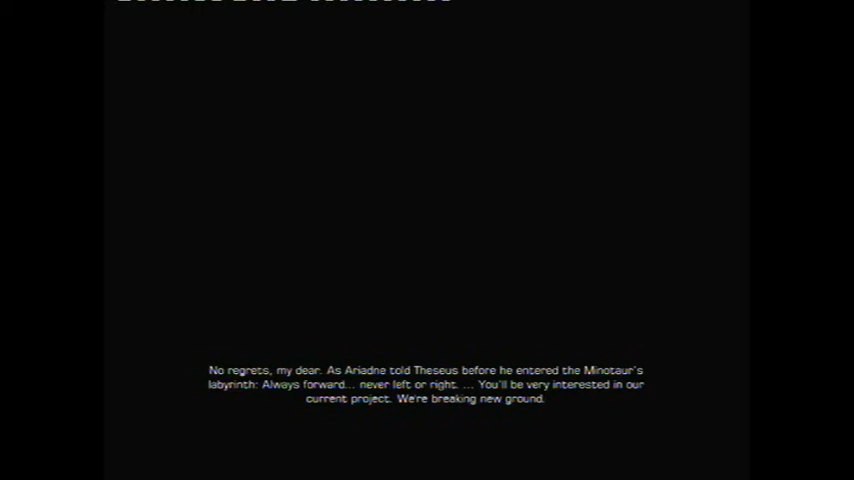 No regrets, my dear. As Ariadne told Theseus before he entered the Minotaur's
labyrinth: Always forward... never left or right. ... You'll be very interested in our
current project. We're breaking new ground.